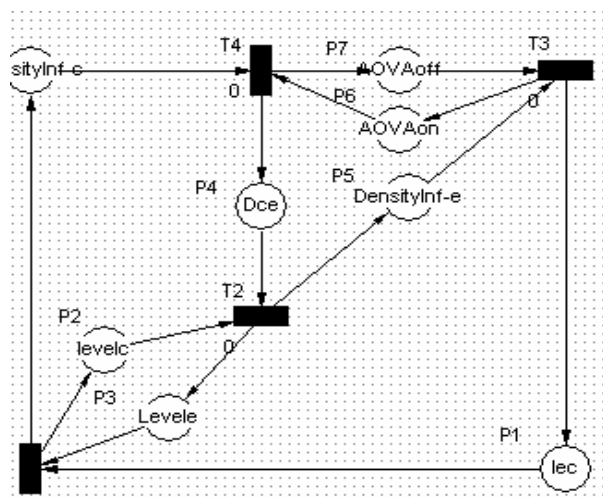 T4
P7
T3
sityInf-c
AOVAoff
0
P6
0
AOVAon
P5
P4
DensityInf-e
Dce
T2
P2
0
levelc
P3
Levele
P1
lec